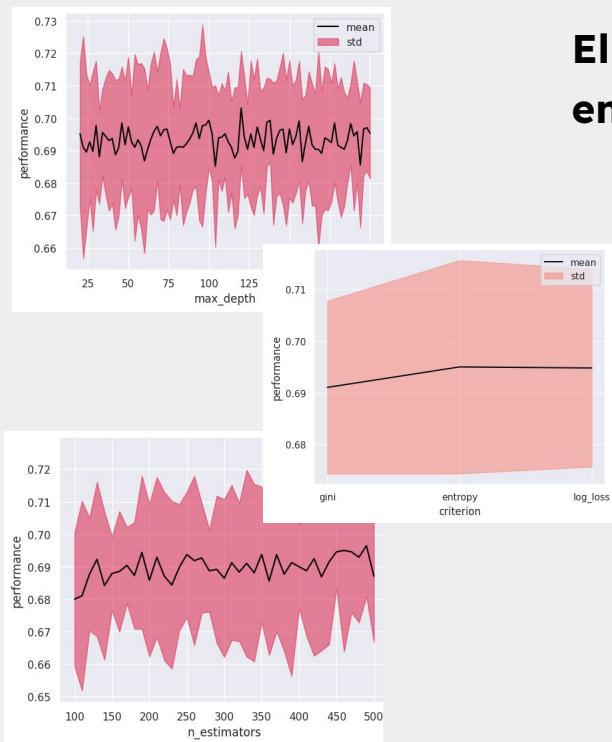 El
en
0.73
0.72
0.71
0.70
0.69
0.68
0.67
0.66
performance
mean
std
25 50 75 100 125
max_depth
0.71
0.70
0.69
0.68
performance
mean
std
gini entropy log_loss
criterion
0.72
0.71
0.70
0.69
0.68
0.67
0.66
0.65
performance
100 150 200 250 300 350 400 450 500
n_estimators